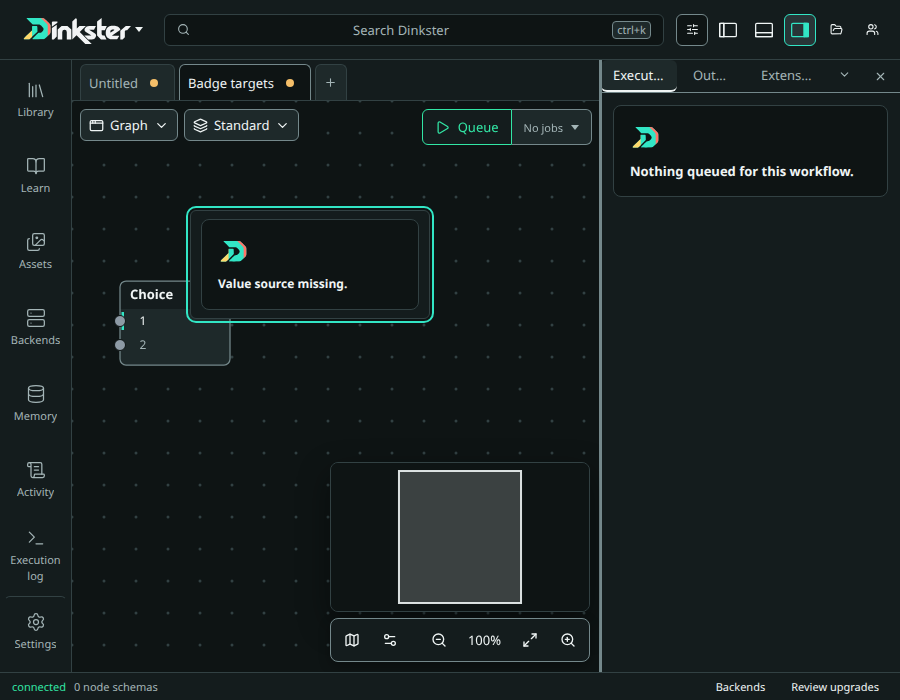 Dinkster
Search Dinkster
ctrl+k
Library
Learn
Assets
Backends
Memory
Activity
Execution
log
Settings
Untitled
Badge targets
Graph
Standard
Queue
No jobs
Value source missing.
Choice
1
2
100%
Execut...
Out...
Extens...
Nothing queued for this workflow.
connected
0 node schemas
Backends
Review upgrades